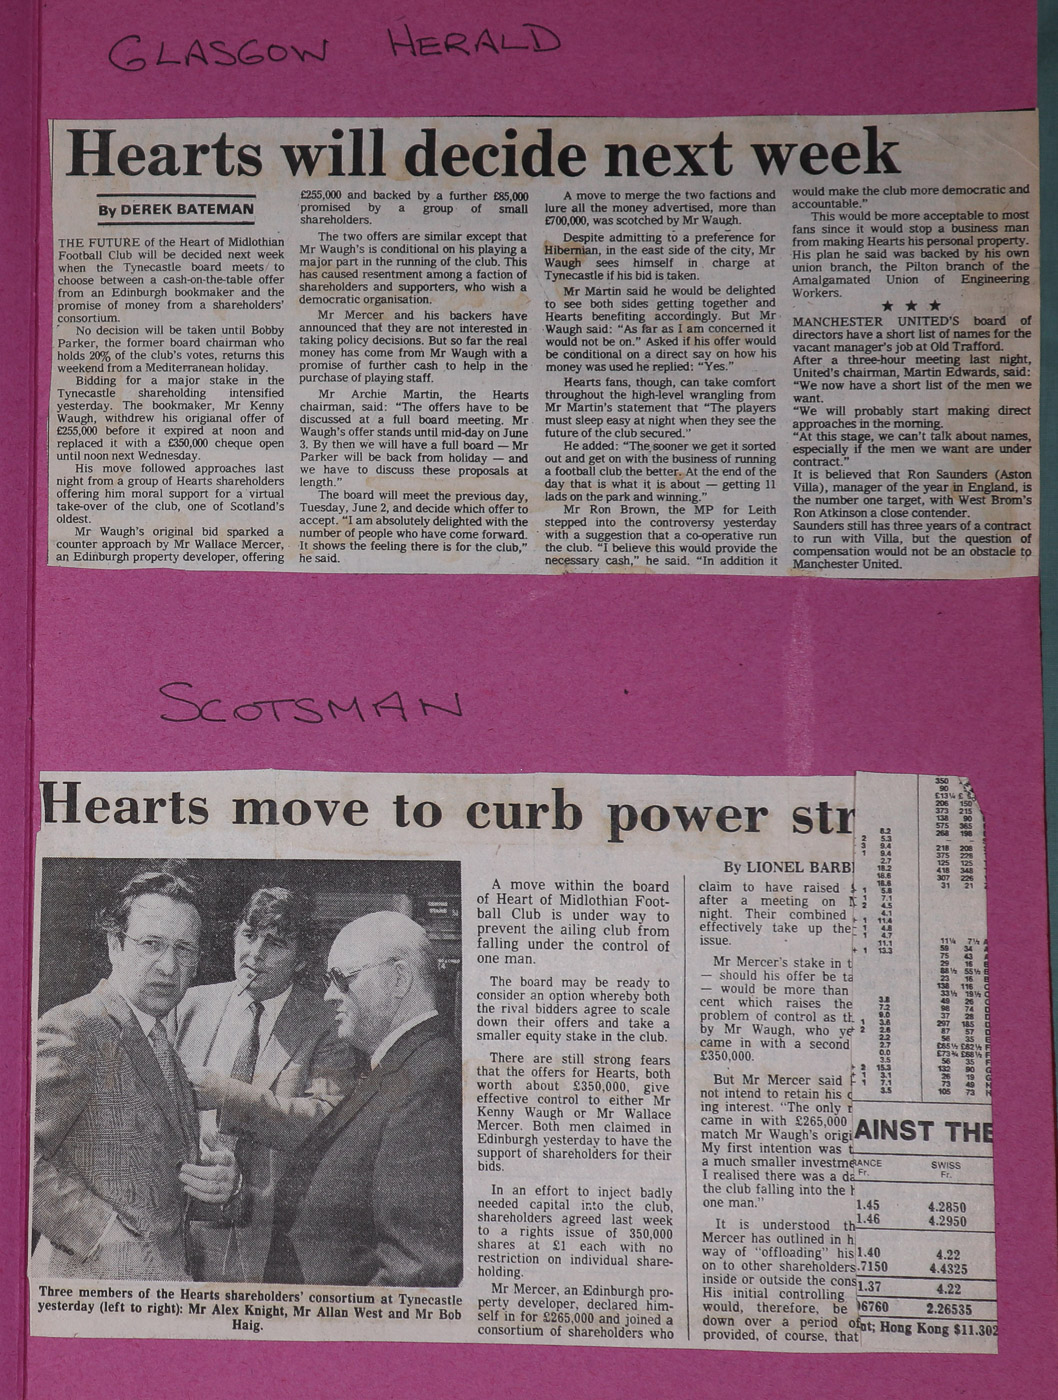 GLASGOW HERALD
Hearts will decide next week
By DEREK BATEMAN
THE FUTURE of the Heart of Midlothian
Football Club will be decided next week
when the Tynecastle board meets to
choose between a cash-on-the-table offer
from an Edinburgh bookmaker and the
promise of money from a shareholders'
consortium.
No decision will be taken until Bobby
Parker, the former board chairman who
holds 20% of the club's votes, returns this
weekend from a Mediterranean holiday.
Bidding for a major stake in the
Tynecastle shareholding intensified
yesterday. The bookmaker, Mr Kenny
Waugh, withdrew his origianal offer of
£255,000 before it expired at noon and
replaced it with a £350,000 cheque open
until noon next Wednesday.
His move followed approaches last
night from a group of Hearts shareholders
offering him moral support for a virtual
take-over of the club, one of Scotland's
oldest.
Mr Waugh's original bid sparked a
counter approach by Mr Wallace Mercer,
an Edinburgh property developer, offering
£255,000 and backed by a further £85,000
promised by a group of small
shareholders.
The two offers are similar except that
Mr Waugh's is conditional on his playing a
major part in the running of the club. This
has caused resentment among a faction of
shareholders and supporters, who wish a
democratic organisation.
Mr Mercer and his backers have
announced that they are not interested in
taking policy decisions. But so far the real
money has come from Mr Waugh with a
promise of further cash to help in the
purchase of playing staff.
Mr Archie Martin, the Hearts
chairman, said: "The offers have to be
discussed at a full board meeting. Mr
Waugh's offer stands until mid-day on June
3. By then we will have a full board — Mr
Parker will be back from holiday — and
we have to discuss these proposals at
length."
The board will meet the previous day,
Tuesday, June 2, and decide which offer to
accept. "I am absolutely delighted with the
number of people who have come forward.
It shows the feeling there is for the club,"
he said.
A move to merge the two factions and
lure all the money advertised, more than
£700,000, was scotched by Mr Waugh.
Despite admitting to a preference for
Hibernian, in the east side of the city, Mr
Waugh sees himself in charge at
Tynecastle if his bid is taken.
Mr Martin said he would be delighted
to see both sides getting together and
Hearts benefiting accordingly. But Mr
Waugh said: "As far as I am concerned it
would not be on." Asked if his offer would
be conditional on a direct say on how his
money was used he replied: "Yes."
Hearts fans, though, can take comfort
throughout the high-level wrangling from
Mr Martin's statement that "The players
must sleep easy at night when they see the
future of the club secured."
He added: "The sooner we get it sorted
out and get on with the business of running
a football club the better. At the end of the
day that is what it is about — getting 11
lads on the park and winning."
Mr Ron Brown, the MP for Leith
stepped into the controversy yesterday
with a suggestion that a co-operative run
the club. "I believe this would provide the
necessary cash," he said. "In addition it
would make the club more democratic and
accountable."
This would be more acceptable to most
fans since it would stop a business man
from making Hearts his personal property.
His plan he said was backed by his own
union branch, the Pilton branch of the
Amalgamated Union of Engineering
Workers.
★ ★ ★
MANCHESTER UNITED'S board of
directors have a short list of names for the
vacant manager's job at Old Trafford.
After a three-hour meeting last night,
United's chairman, Martin Edwards, said:
"We now have a short list of the men we
want.
"We will probably start making direct
approaches in the morning.
"At this stage, we can't talk about names,
especially if the men we want are under
contract."
It is believed that Ron Saunders (Aston
Villa), manager of the year in England, is
the number one target, with West Brom's
Ron Atkinson a close contender.
Saunders still has three years of a contract
to run with Villa, but the question of
compensation would not be an obstacle to
Manchester United.
SCOTSMAN
Hearts move to curb power str
Three members of the Hearts shareholders' consortium at Tynecastle
yesterday (left to right): Mr Alex Knight, Mr Allan West and Mr Bob
Haig.
A move within the board
of Heart of Midlothian Foot-
ball Club is under way to
prevent the ailing club from
falling under the control of
one man.
The board may be ready to
consider an option whereby both
the rival bidders agree to scale
down their offers and take a
smaller equity stake in the club.
There are still strong fears
that the offers for Hearts, both
worth about £350,000, give
effective control to either Mr
Kenny Waugh or Mr Wallace
Mercer. Both men claimed in
Edinburgh yesterday to have the
support of shareholders for their
bids.
In an effort to inject badly
needed capital into the club,
shareholders agreed last week
to a rights issue of 350,000
shares at £1 each with no
restriction on individual share-
holding.
Mr Mercer, an Edinburgh pro-
perty developer, declared him-
self in for £265,000 and joined a
consortium of shareholders who
By LIONEL BARB
claim to have raised
after a meeting on
night. Their combined
effectively take up the
issue.
Mr Mercer's stake in t
— should his offer be ta
— would be more than
cent which raises the
problem of control as th
by Mr Waugh, who ye
came in with a second
£350,000.
But Mr Mercer said
not intend to retain his c
ing interest. "The only r
came in with £265,000
match Mr Waugh's origi
My first intention was t
a much smaller investme
I realised there was a da
the club falling into the h
one man."
It is understood th
Mercer has outlined in h
way of "offloading" his
on to other shareholders
inside or outside the cons
His initial controlling
would, therefore, be
down over a period of
provided, of course, that
AINST THE
RANCE SWISS
Fr. Fr.
1.45 4.2850
1.46 4.2950
1.40 4.22
.7150 4.4325
1.37 4.22
6760 2.26535
nt; Hong Kong $11.302